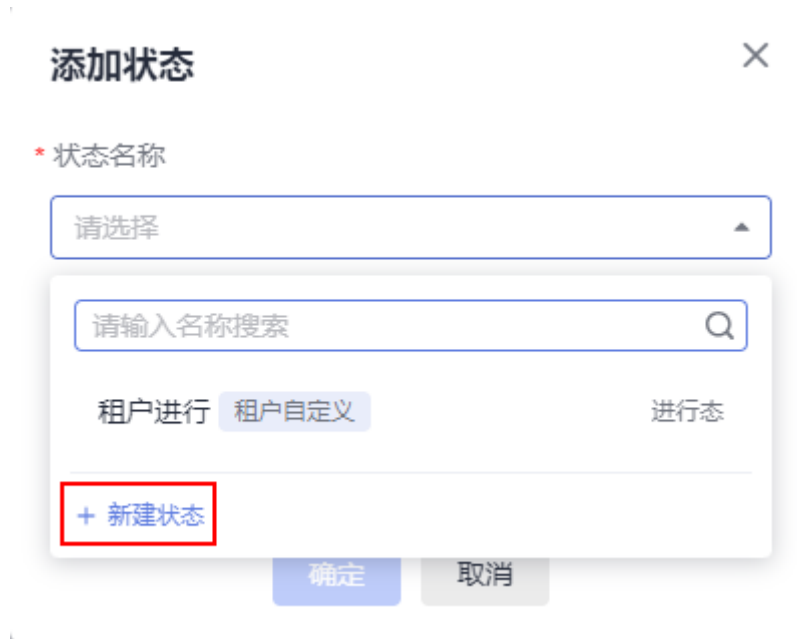 添加状态
* 状态名称
请选择
请输入名称搜索
租户进行 租户自定义 进行态
+ 新建状态
确定 取消